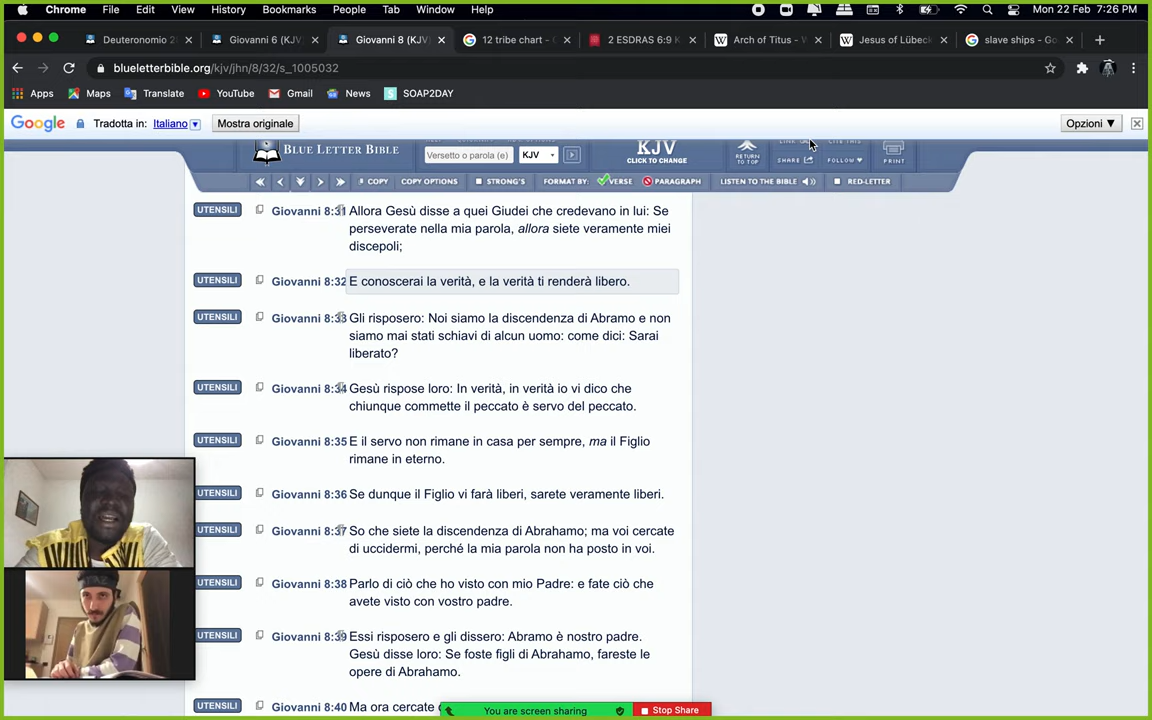 Chrome File Edit View History Bookmarks People Tab Window Help Mon 22 Feb 7:26 PM
Deuteronomio 2 Giovanni 6 (KJV) Giovanni 8 (KJV) 12 tribe chart - G 2 ESDRAS 6:9 K Arch of Titus - W Jesus of Lübeck slave ships - Go
blueletterbible.org/kjv/jhn/8/32/s_1005032
Apps Maps Translate YouTube Gmail News SOAP2DAY
Google Tradotta in: Italiano Mostra originale Opzioni ▼
BLUE LETTER BIBLE Versetto o parola (e) KJV KJV
CLICK TO CHANGE RETURN TO TOP SHARE FOLLOW PRINT
COPY COPY OPTIONS STRONG'S FORMAT BY: VERSE PARAGRAPH LISTEN TO THE BIBLE RED-LETTER
UTENSILI Giovanni 8:31 Allora Gesù disse a quei Giudei che credevano in lui: Se
perseverate nella mia parola, allora siete veramente miei
discepoli;
UTENSILI Giovanni 8:32 E conoscerai la verità, e la verità ti renderà libero.
UTENSILI Giovanni 8:33 Gli risposero: Noi siamo la discendenza di Abramo e non
siamo mai stati schiavi di alcun uomo: come dici: Sarai
liberato?
UTENSILI Giovanni 8:34 Gesù rispose loro: In verità, in verità io vi dico che
chiunque commette il peccato è servo del peccato.
UTENSILI Giovanni 8:35 E il servo non rimane in casa per sempre, ma il Figlio
rimane in eterno.
UTENSILI Giovanni 8:36 Se dunque il Figlio vi farà liberi, sarete veramente liberi.
UTENSILI Giovanni 8:37 So che siete la discendenza di Abrahamo; ma voi cercate
di uccidermi, perché la mia parola non ha posto in voi.
UTENSILI Giovanni 8:38 Parlo di ciò che ho visto con mio Padre: e fate ciò che
avete visto con vostro padre.
UTENSILI Giovanni 8:39 Essi risposero e gli dissero: Abramo è nostro padre.
Gesù disse loro: Se foste figli di Abrahamo, fareste le
opere di Abrahamo.
UTENSILI Giovanni 8:40 Ma ora cercate
You are screen sharing Stop Share